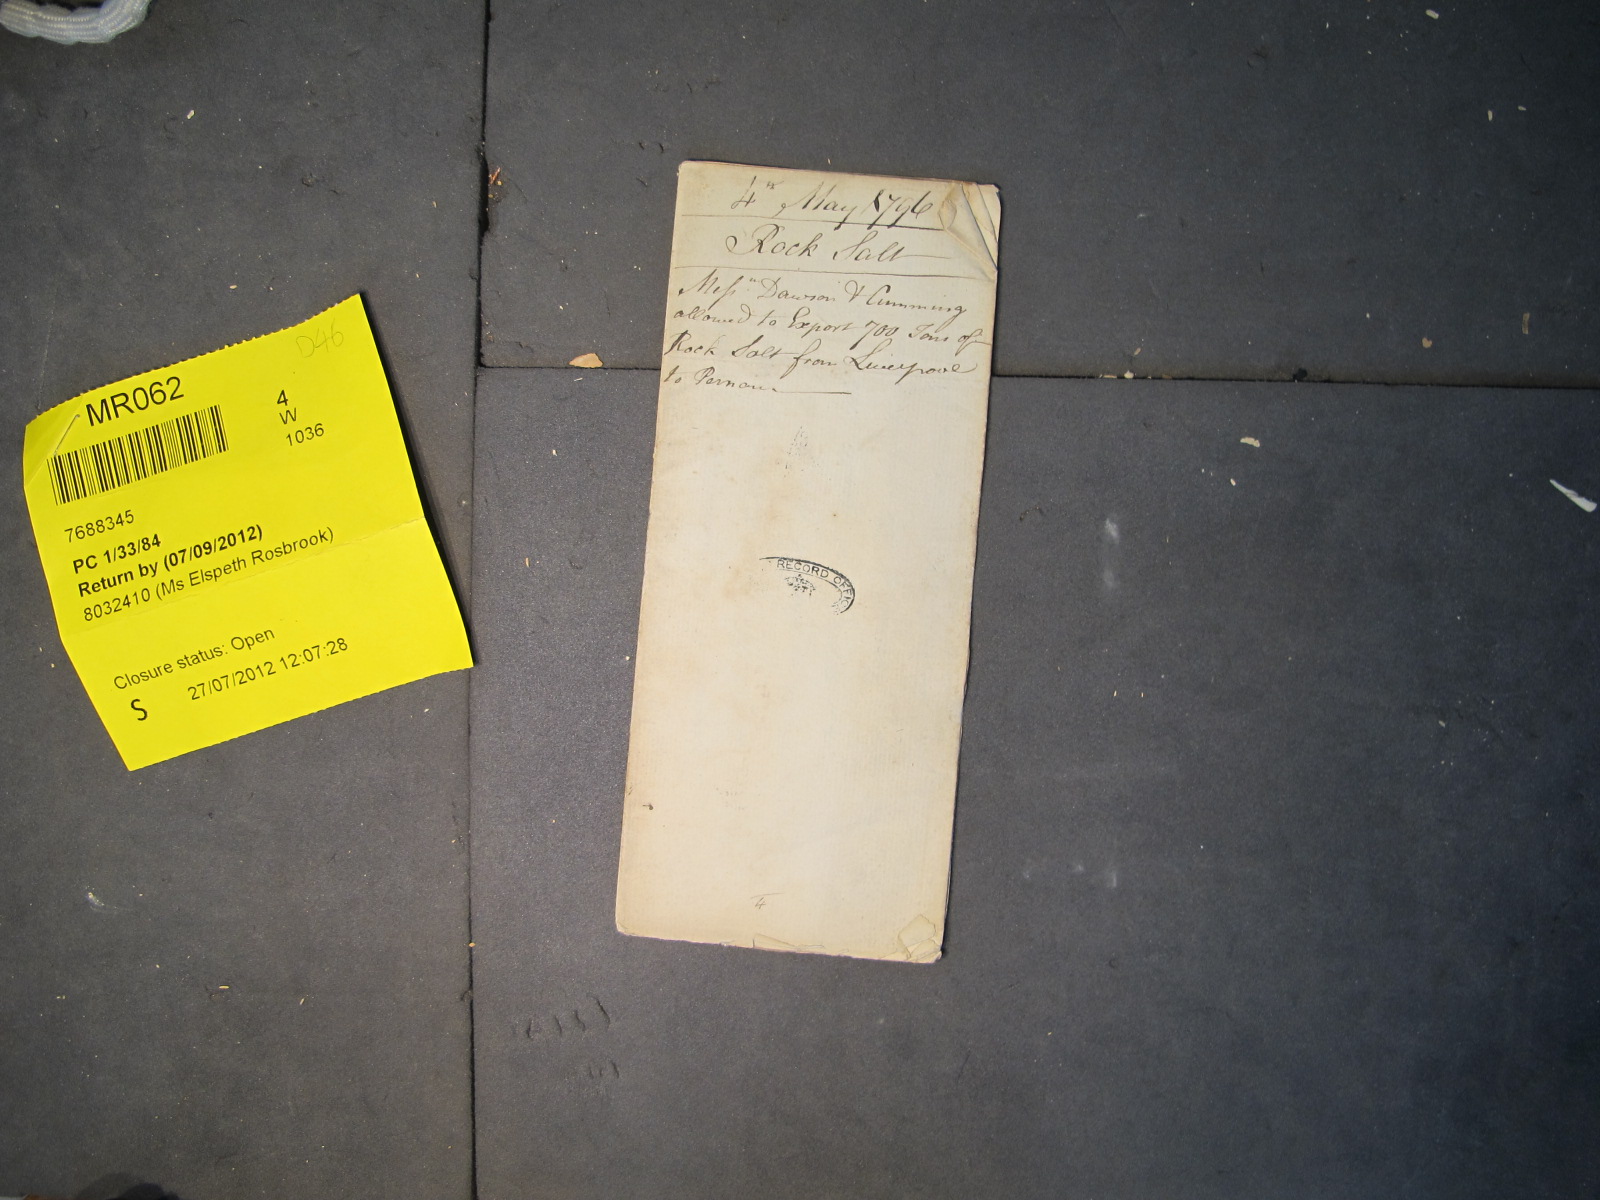 D46
MR062
4
W
1036
7688345
PC 1/33/84
Return by (07/09/2012)
8032410 (Ms Elspeth Rosbrook)
Closure status: Open
S 27/07/2012 12:07:28
4th May 1796
Rock Salt
Messrs Dawson & Cumming
allowed to Export 700 Tons of
Rock Salt from Liverpool
to Pernau
RECORD OFFICE
4